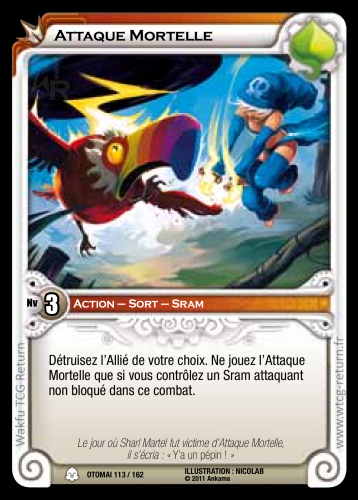 Attaque Mortelle
Nv 3 Action – Sort – Sram
Détruisez l'Allié de votre choix. Ne jouez l'Attaque
Mortelle que si vous contrôlez un Sram attaquant
non bloqué dans ce combat.
Le jour où Sharl Martel fut victime d'Attaque Mortelle,
il s'écria : « Y'a un pépin ! »
OTOMAI 113 / 162
ILLUSTRATION : NICOLAB
© 2011 Ankama
Wakfu TCG Return
www.wtcg-return.fr